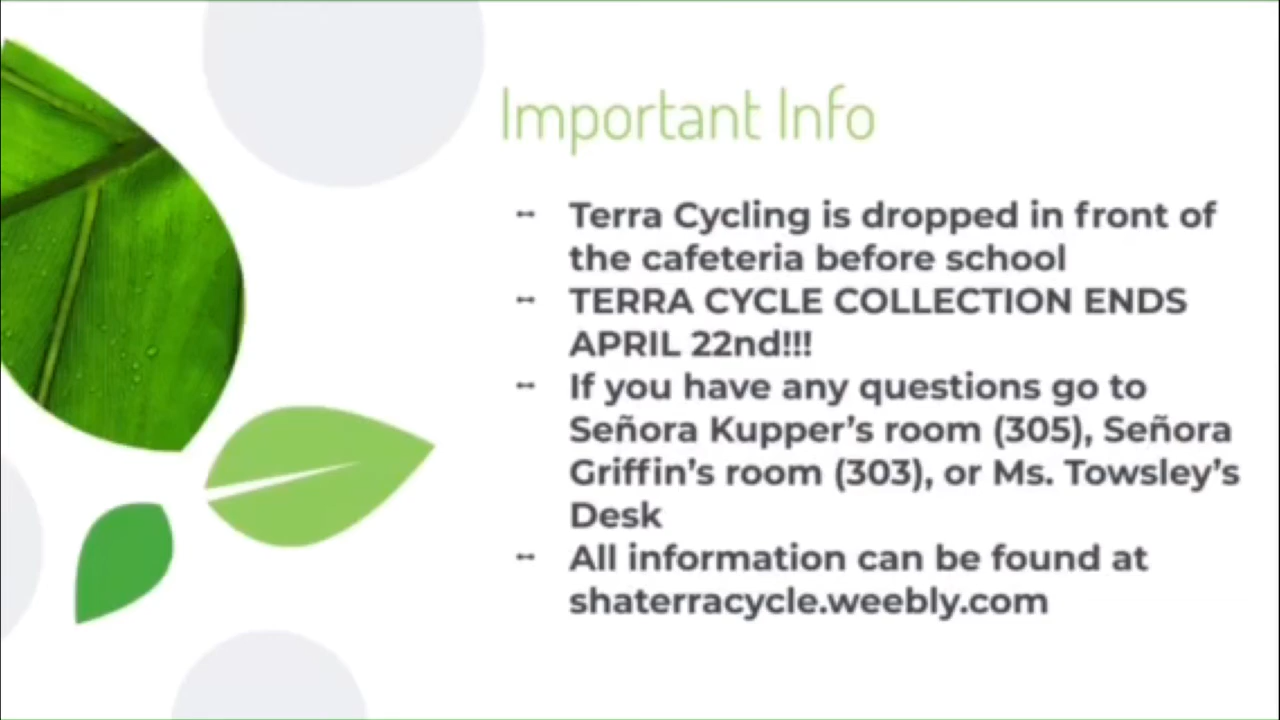 Important Info
-- Terra Cycling is dropped in front of
the cafeteria before school
-- TERRA CYCLE COLLECTION ENDS
APRIL 22nd!!!
-- If you have any questions go to
Señora Kupper’s room (305), Señora
Griffin’s room (303), or Ms. Towsley’s
Desk
-- All information can be found at
shaterracycle.weebly.com